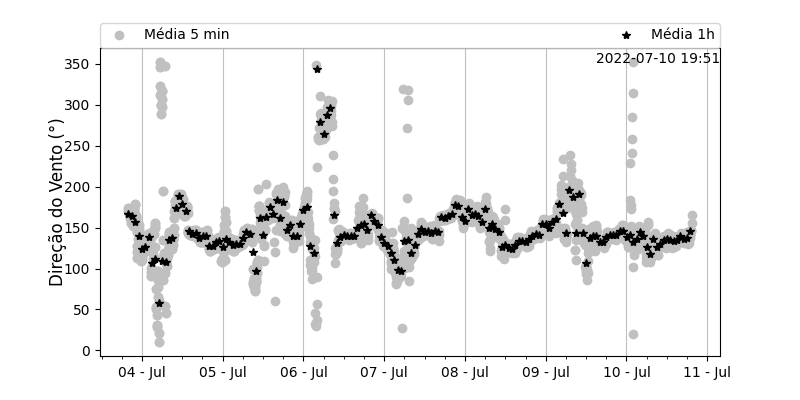 Média 5 min
Média 1h
2022-07-10 19:51
Direção do Vento (°)
350
300
250
200
150
100
50
0
04 - Jul
05 - Jul
06 - Jul
07 - Jul
08 - Jul
09 - Jul
10 - Jul
11 - Jul